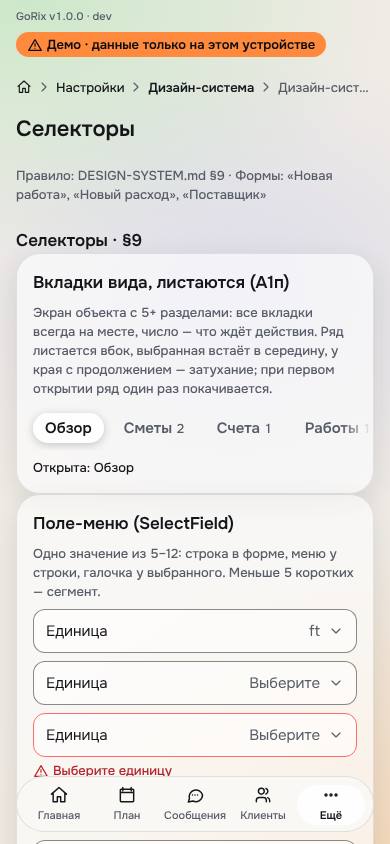 GoRix v1.0.0 · dev
Демо · данные только на этом устройстве
Настройки
Дизайн-система
Дизайн-сист...
Селекторы
Правило: DESIGN-SYSTEM.md §9 · Формы: «Новая
работа», «Новый расход», «Поставщик»
Селекторы · §9
Вкладки вида, листаются (А1п)
Экран объекта с 5+ разделами: все вкладки
всегда на месте, число — что ждёт действия. Ряд
листается вбок, выбранная встаёт в середину, у
края с продолжением — затухание; при первом
открытии ряд один раз покачивается.
Обзор
Сметы 2
Счета 1
Работы
Открыта: Обзор
Поле-меню (SelectField)
Одно значение из 5–12: строка в форме, меню у
строки, галочка у выбранного. Меньше 5 коротких
— сегмент.
Единица ft
Единица Выберите
Единица Выберите
Выберите единицу
Главная
План
Сообщения
Клиенты
Ещё